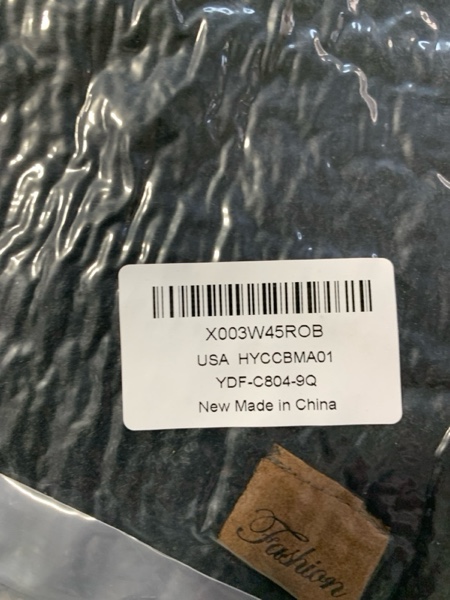 X003W45ROB
USA HYCCBMA01
YDF-C804-9Q
New Made in China
Fashion